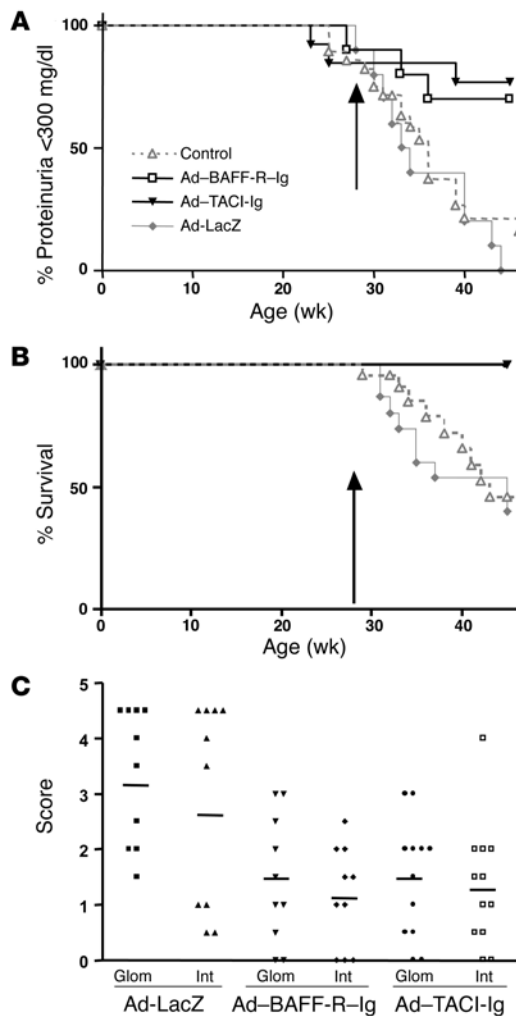 A
100
50
0
% Proteinuria <300 mg/dl
Control
Ad–BAFF-R–Ig
Ad–TACI-Ig
Ad-LacZ
0
20
30
40
Age (wk)
B
100
50
0
% Survival
0
20
30
40
Age (wk)
C
5
4
3
2
1
0
Score
Glom Int Glom Int Glom Int
Ad-LacZ Ad–BAFF-R–Ig Ad–TACI-Ig